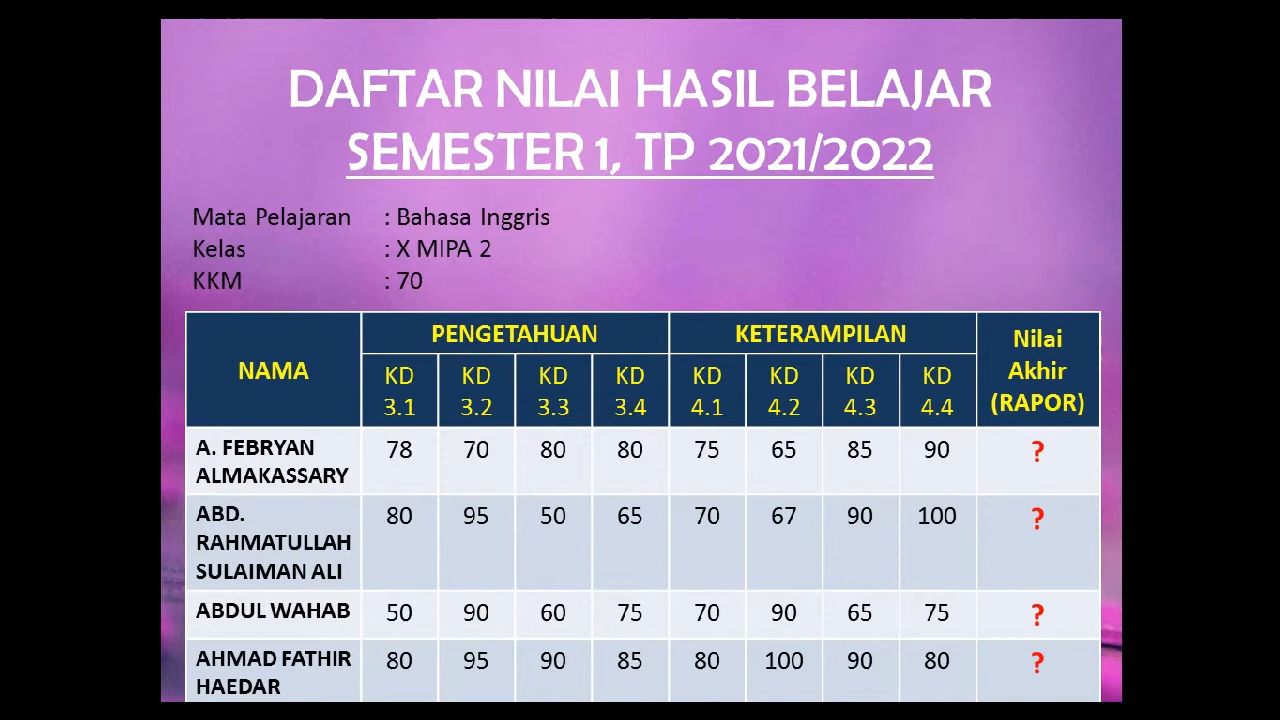 DAFTAR NILAI HASIL BELAJAR
SEMESTER 1, TP 2021/2022
Mata Pelajaran : Bahasa Inggris
Kelas : X MIPA 2
KKM : 70
NAMA PENGETAHUAN KETERAMPILAN Nilai Akhir (RAPOR)
KD 3.1 KD 3.2 KD 3.3 KD 3.4 KD 4.1 KD 4.2 KD 4.3 KD 4.4
A. FEBRYAN ALMAKASSARY 78 70 80 80 75 65 85 90 ?
ABD. RAHMATULLAH SULAIMAN ALI 80 95 50 65 70 67 90 100 ?
ABDUL WAHAB 50 90 60 75 70 90 65 75 ?
AHMAD FATHIR HAEDAR 80 95 90 85 80 100 90 80 ?